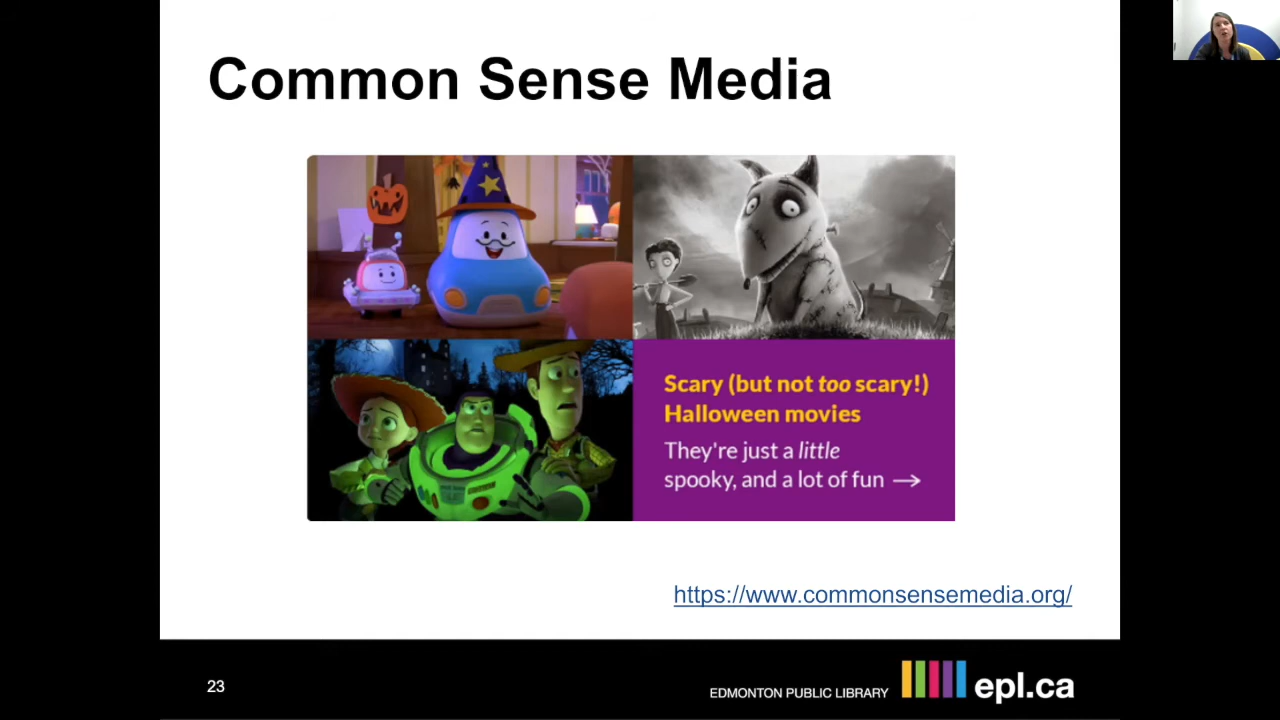 Common Sense Media
Scary (but not too scary!)
Halloween movies
They're just a little
spooky, and a lot of fun →
https://www.commonsensemedia.org/
23
EDMONTON PUBLIC LIBRARY
epl.ca